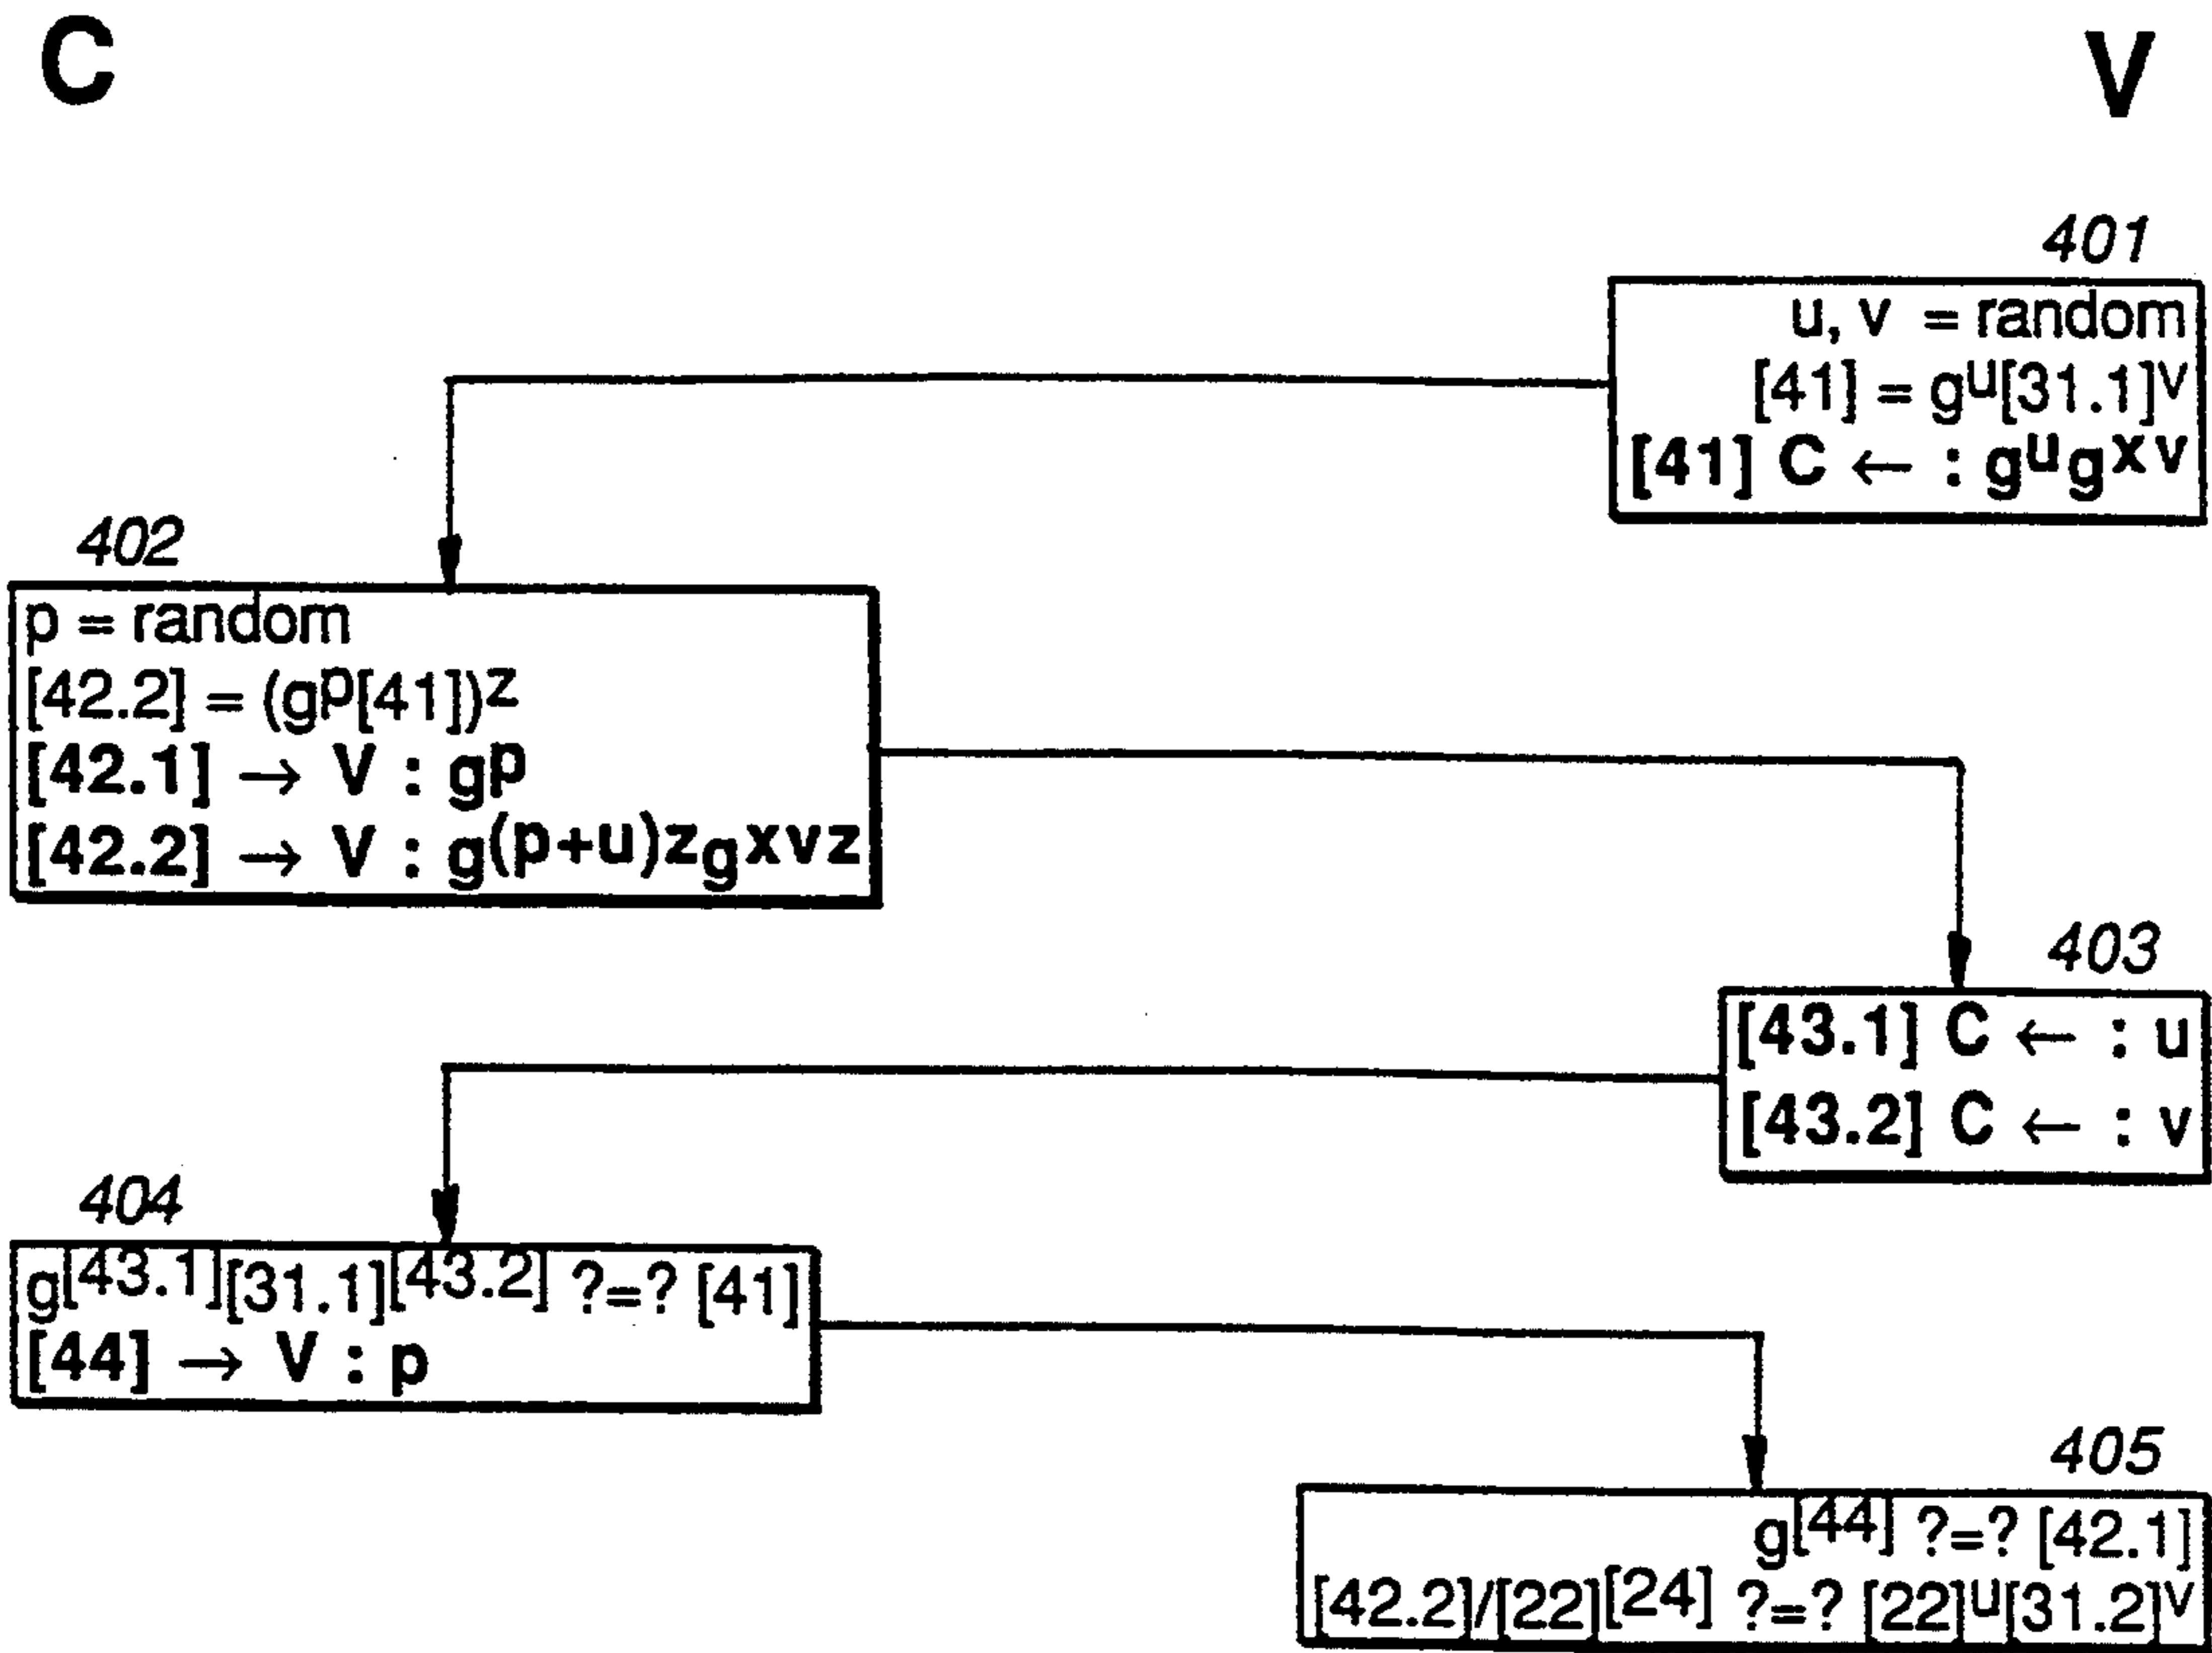 C
V
401
u, v = random
[41] = g^u[31.1]^v
[41] C ← : g^u g^xv
402
p = random
[42.2] = (g^p[41])^z
[42.1] → V : g^p
[42.2] → V : g^(p+u)z g^xvz
403
[43.1] C ← : u
[43.2] C ← : v
404
g^[43.1][31.1]^[43.2] ?=? [41]
[44] → V : p
405
g^[44] ?=? [42.1]
[42.2]/[22]^[24] ?=? [22]^u[31.2]^v